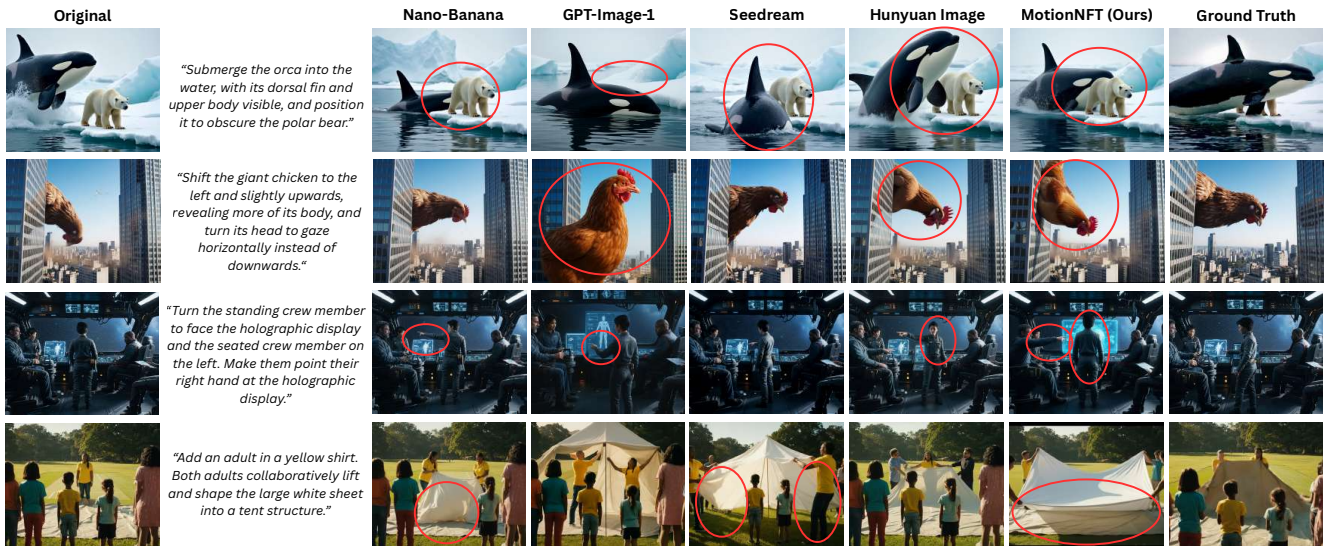 Original
Nano-Banana
GPT-Image-1
Seedream
Hunyuan Image
MotionNFT (Ours)
Ground Truth
“Submerge the orca into the
water, with its dorsal fin and
upper body visible, and position
it to obscure the polar bear.”
“Shift the giant chicken to the
left and slightly upwards,
revealing more of its body, and
turn its head to gaze
horizontally instead of
downwards.“
“Turn the standing crew member
to face the holographic display
and the seated crew member on
the left. Make them point their
right hand at the holographic
display.”
“Add an adult in a yellow shirt.
Both adults collaboratively lift
and shape the large white sheet
into a tent structure.”